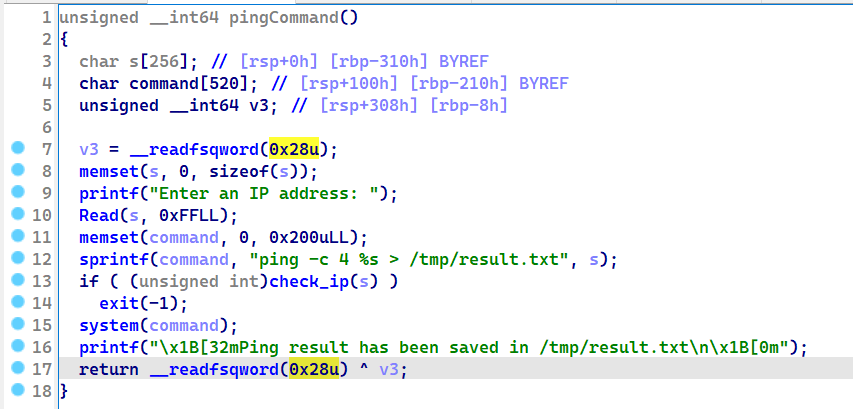 1 unsigned __int64 pingCommand()
2 {
3 char s[256]; // [rsp+0h] [rbp-310h] BYREF
4 char command[520]; // [rsp+100h] [rbp-210h] BYREF
5 unsigned __int64 v3; // [rsp+308h] [rbp-8h]
6
7 v3 = __readfsqword(0x28u);
8 memset(s, 0, sizeof(s));
9 printf("Enter an IP address: ");
10 Read(s, 0xFFLL);
11 memset(command, 0, 0x200uLL);
12 sprintf(command, "ping -c 4 %s > /tmp/result.txt", s);
13 if ( (unsigned int)check_ip(s) )
14 exit(-1);
15 system(command);
16 printf("\x1B[32mPing result has been saved in /tmp/result.txt\n\x1B[0m");
17 return __readfsqword(0x28u) ^ v3;
18 }